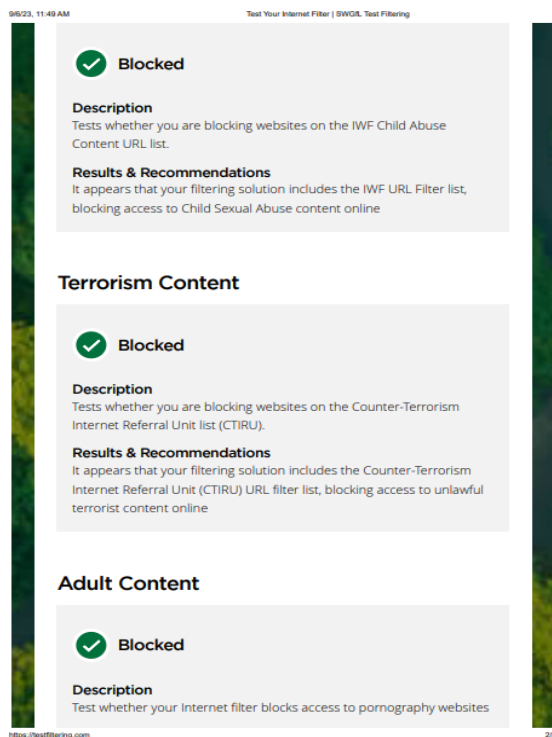 9/6/23, 11:49 AM
Test Your Internet Filter | SWGfL Test Filtering
Blocked
Description
Tests whether you are blocking websites on the IWF Child Abuse
Content URL list.
Results & Recommendations
It appears that your filtering solution includes the IWF URL Filter list,
blocking access to Child Sexual Abuse content online
Terrorism Content
Blocked
Description
Tests whether you are blocking websites on the Counter-Terrorism
Internet Referral Unit list (CTIRU).
Results & Recommendations
It appears that your filtering solution includes the Counter-Terrorism
Internet Referral Unit (CTIRU) URL filter list, blocking access to unlawful
terrorist content online
Adult Content
Blocked
Description
Test whether your Internet filter blocks access to pornography websites
https://testfiltering.com
2/